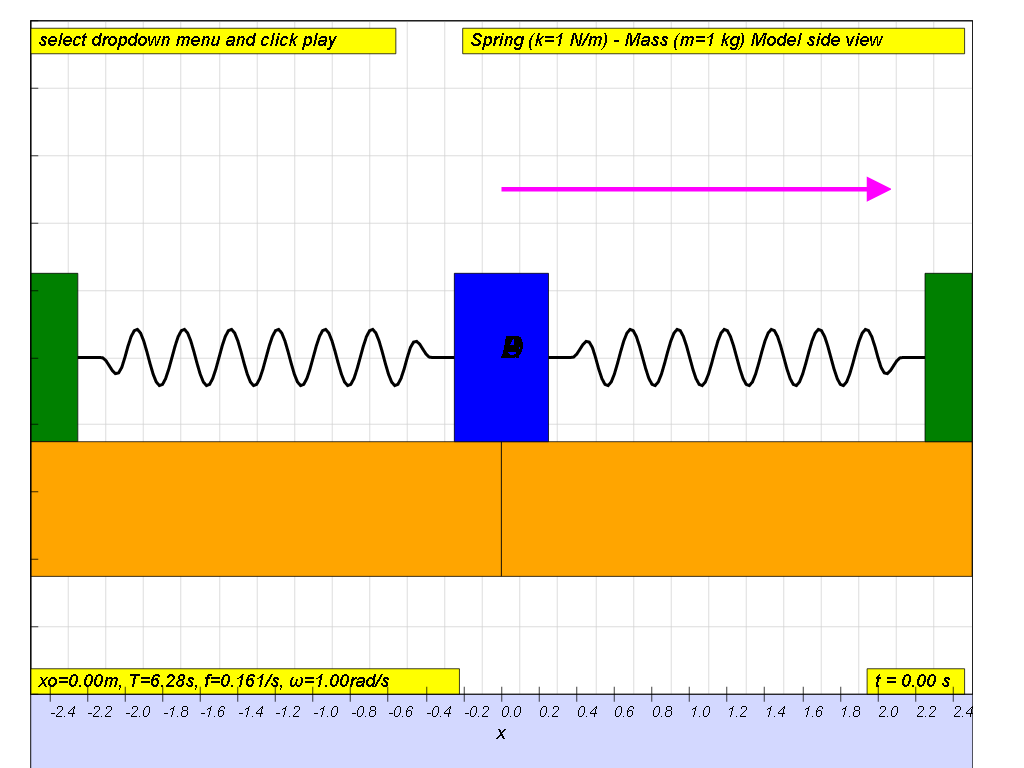 select dropdown menu and click play
Spring (k=1 N/m) - Mass (m=1 kg) Model side view
xo=0.00m, T=6.28s, f=0.161/s, ω=1.00rad/s
t = 0.00 s
-2.4 -2.2 -2.0 -1.8 -1.6 -1.4 -1.2 -1.0 -0.8 -0.6 -0.4 -0.2 0.0 0.2 0.4 0.6 0.8 1.0 1.2 1.4 1.6 1.8 2.0 2.2 2.4
x